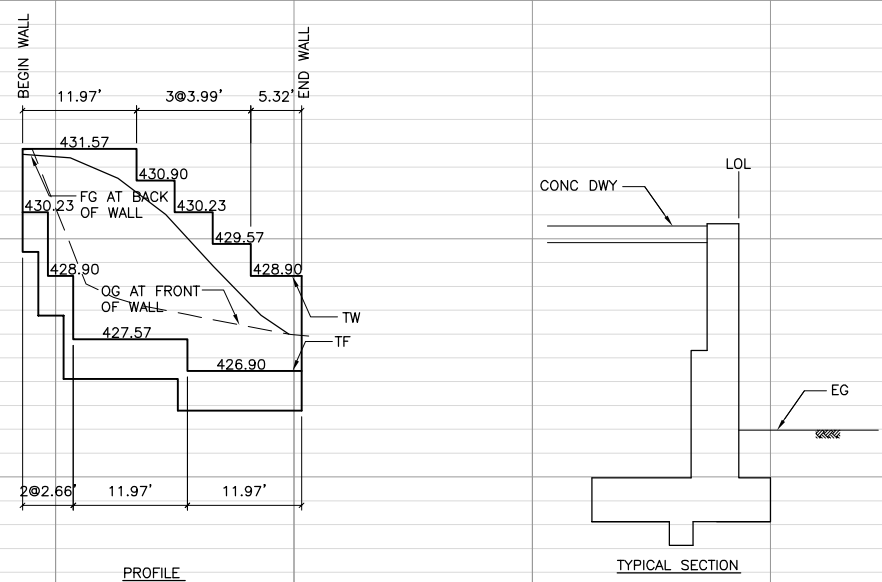 BEGIN WALL
END WALL
11.97'
3@3.99'
5.32'
431.57
430.90
FG AT BACK
OF WALL
430.23
430.23
429.57
428.90
428.90
OG AT FRONT
OF WALL
TW
427.57
TF
426.90
2@2.66'
11.97'
11.97'
PROFILE
LOL
CONC DWY
EG
TYPICAL SECTION